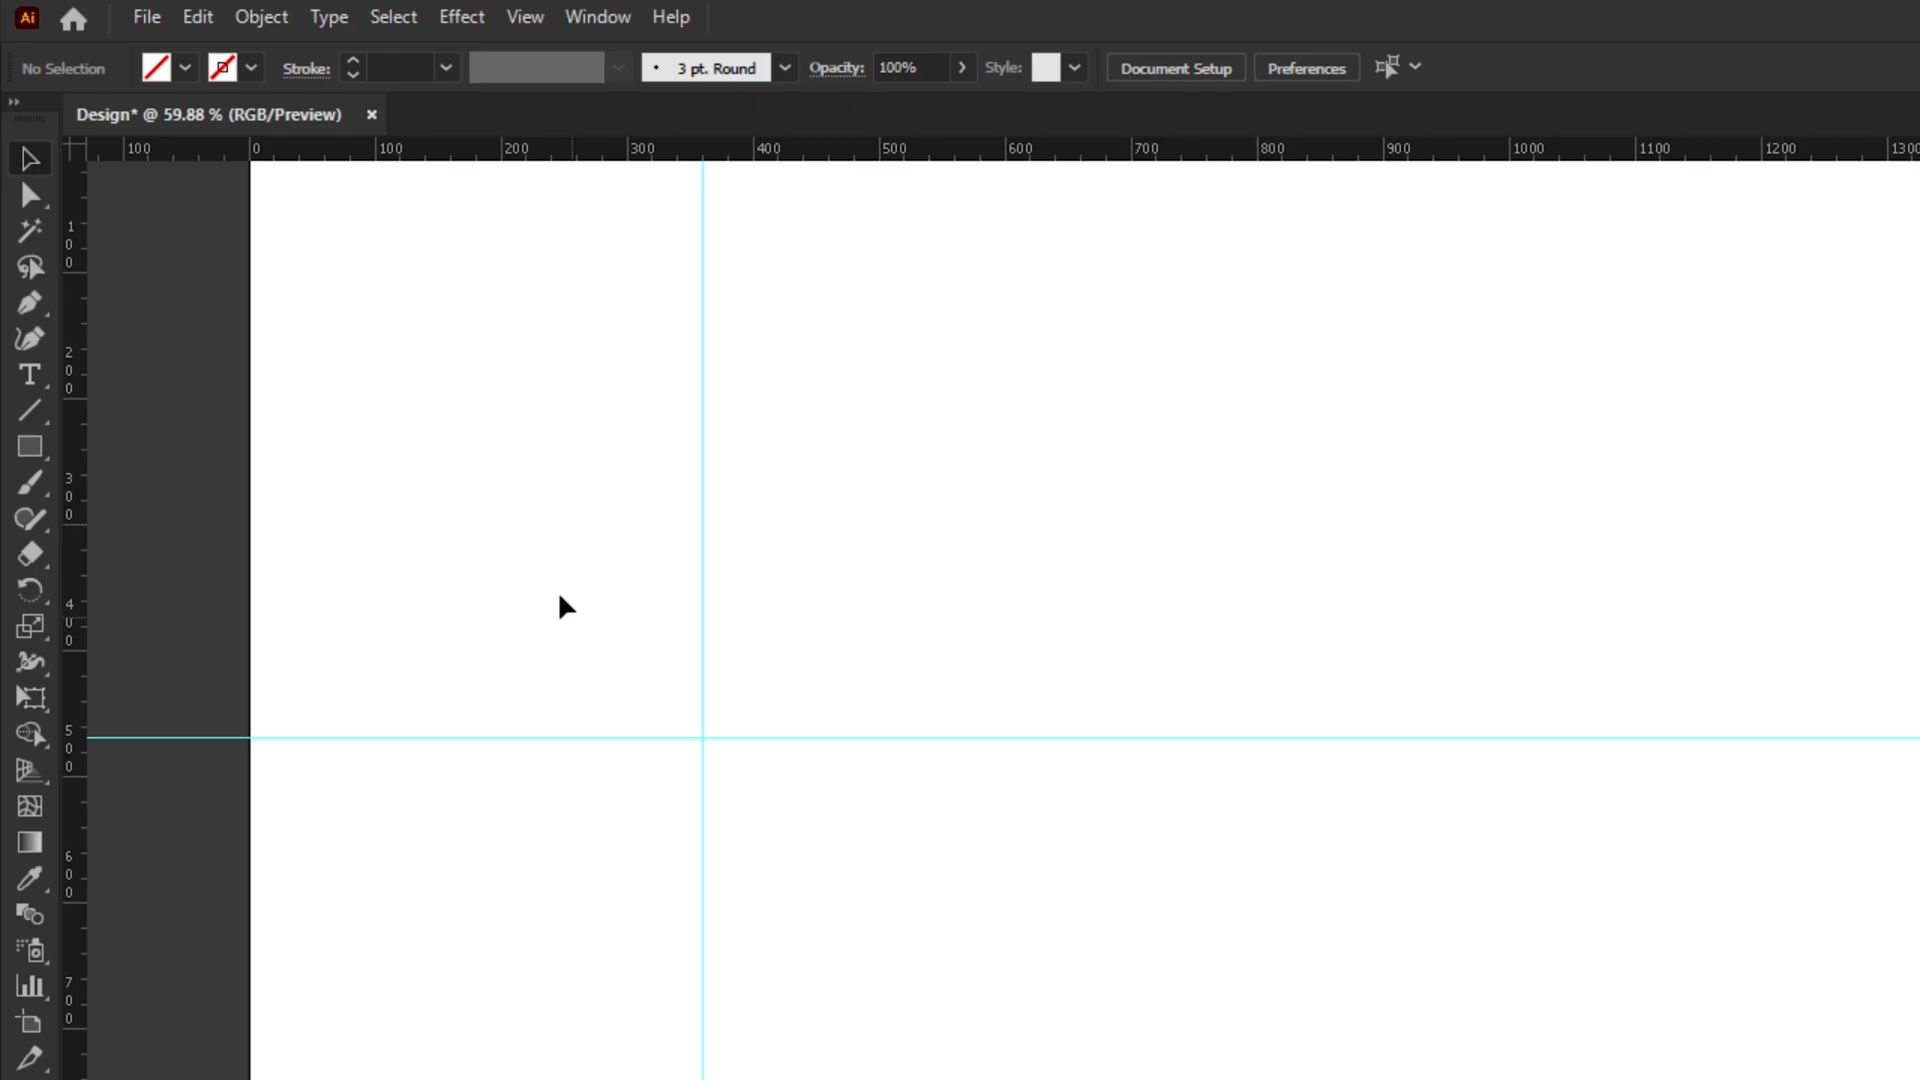 Ai File Edit Object Type Select Effect View Window Help
No Selection Stroke: 3 pt. Round Opacity: 100% Style: Document Setup Preferences
Design* @ 59.88 % (RGB/Preview) ×
100 0 100 200 300 400 500 600 700 800 900 1000 1100 1200 1300
100
200
300
400
500
600
700